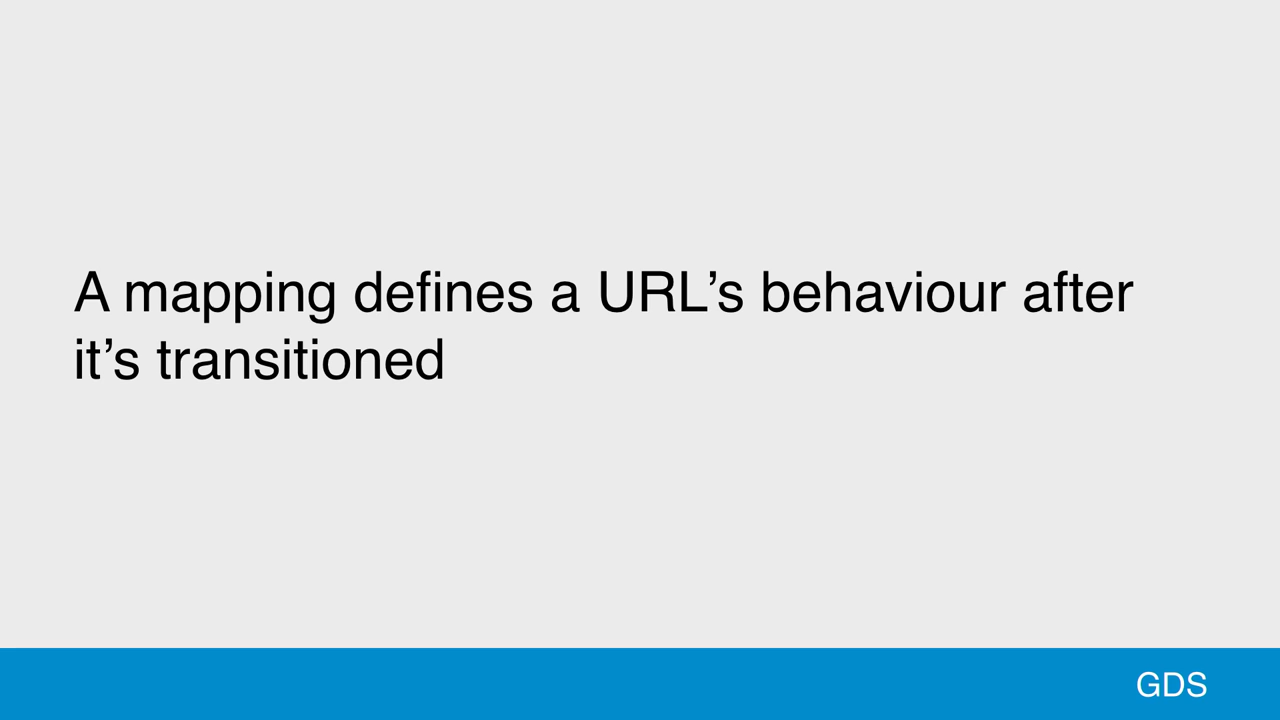 A mapping defines a URL’s behaviour after
it’s transitioned
GDS